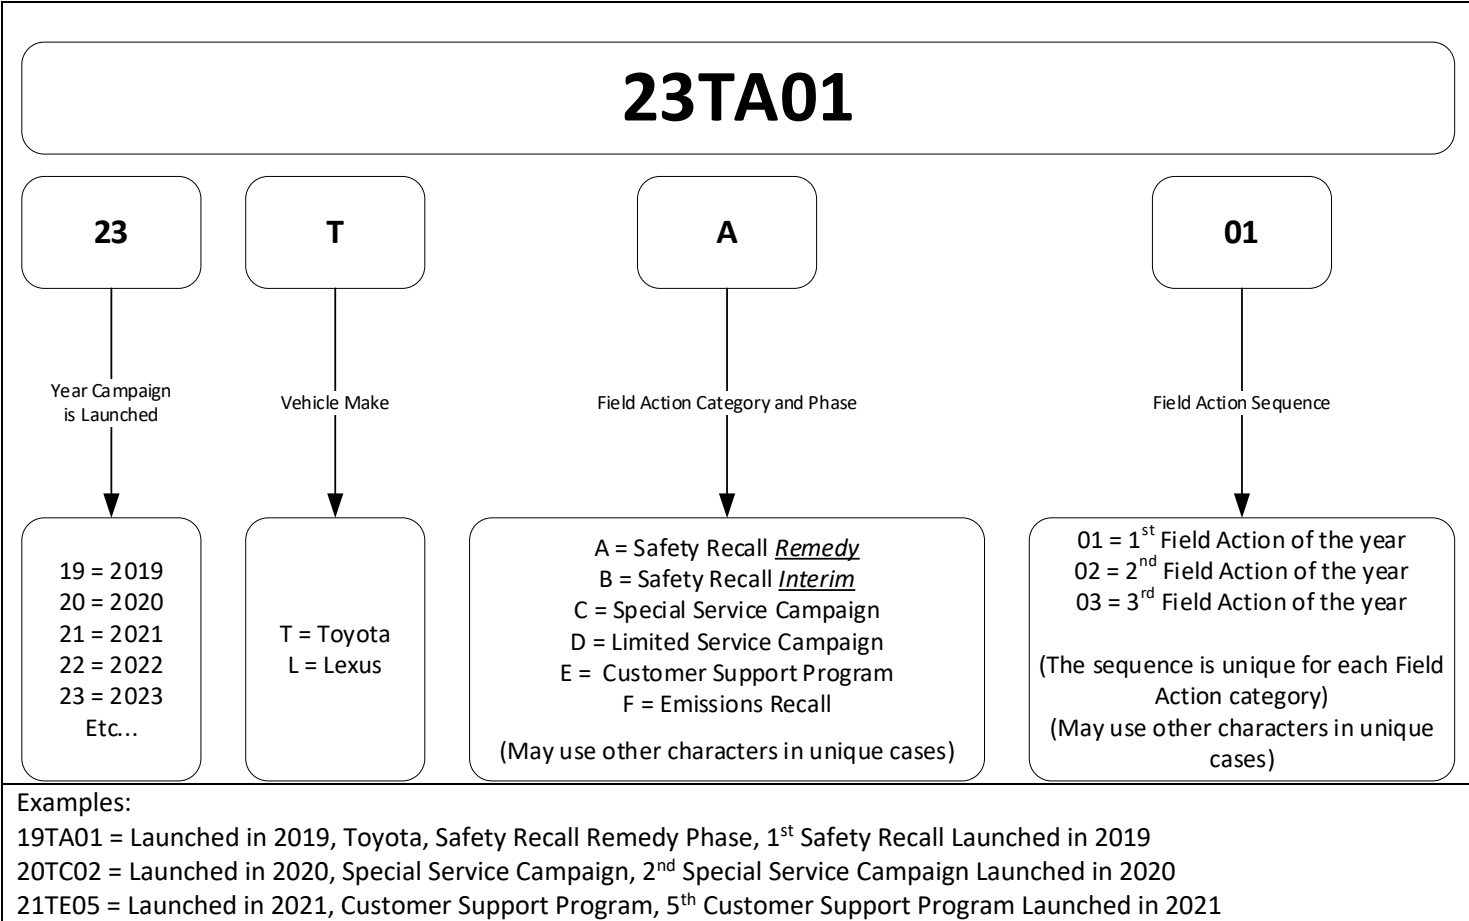 23TA01
23
T
A
01
Year Campaign
is Launched
Vehicle Make
Field Action Category and Phase
Field Action Sequence
19 = 2019
20 = 2020
21 = 2021
22 = 2022
23 = 2023
Etc...
T = Toyota
L = Lexus
A = Safety Recall Remedy
B = Safety Recall Interim
C = Special Service Campaign
D = Limited Service Campaign
E =  Customer Support Program
F = Emissions Recall
(May use other characters in unique cases)
01 = 1st Field Action of the year
02 = 2nd Field Action of the year
03 = 3rd Field Action of the year
(The sequence is unique for each Field
Action category)
(May use other characters in unique
cases)
Examples:
19TA01 = Launched in 2019, Toyota, Safety Recall Remedy Phase, 1st Safety Recall Launched in 2019
20TC02 = Launched in 2020, Special Service Campaign, 2nd Special Service Campaign Launched in 2020
21TE05 = Launched in 2021, Customer Support Program, 5th Customer Support Program Launched in 2021